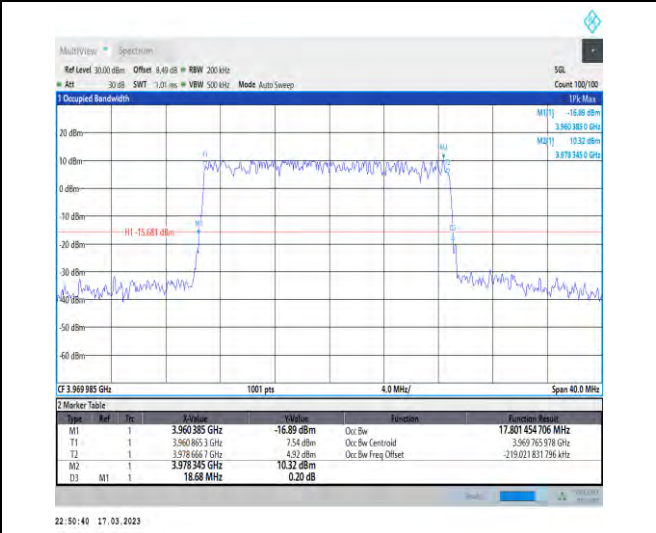 MultiView Spectrum
Ref Level 30.00 dBm Offset 8.49 dB RBW 200 kHz SGL
Att 30 dB SWT 1.01 ms VBW 500 kHz Mode Auto Sweep Count 100/100
1 Occupied Bandwidth 1Pk Max
M1[1] -16.89 dBm
3.960 385 0 GHz
20 dBm
M2[1] 10.32 dBm
3.978 345 0 GHz
M2
10 dBm
0 dBm
-10 dBm
M1
H1 -15.681 dBm
D3
-20 dBm
-30 dBm
-40 dBm
-50 dBm
-60 dBm
CF 3.969 985 GHz 1001 pts 4.0 MHz/ Span 40.0 MHz
2 Marker Table
Type Ref Trc X-Value Y-Value Function Function Result
M1 1 3.960 385 GHz -16.89 dBm Occ Bw 17.801 454 706 MHz
T1 1 3.960 865 3 GHz 7.54 dBm Occ Bw Centroid 3.969 765 978 GHz
T2 1 3.978 666 7 GHz 4.92 dBm Occ Bw Freq Offset -219.021 831 796 kHz
M2 1 3.978 345 GHz 10.32 dBm
D3 M1 1 18.68 MHz 0.20 dB
22:50:40 17.03.2023